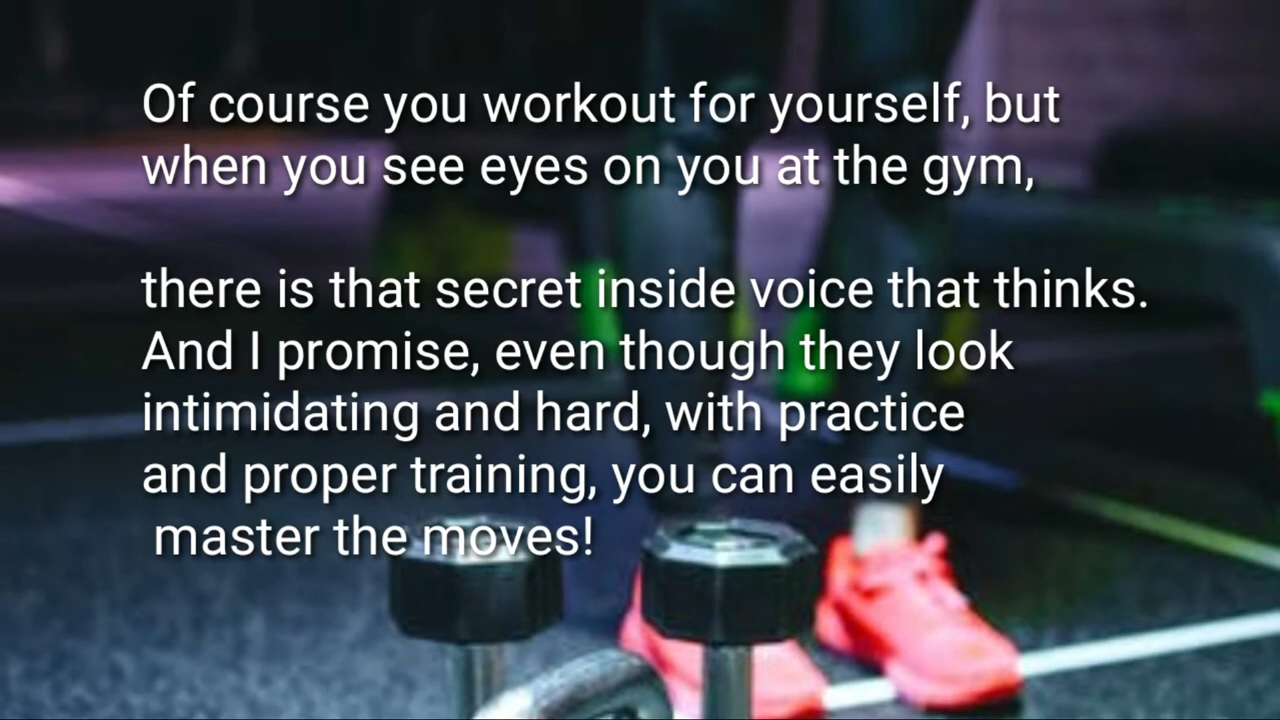 Of course you workout for yourself, but
when you see eyes on you at the gym,
there is that secret inside voice that thinks.
And I promise, even though they look
intimidating and hard, with practice
and proper training, you can easily
master the moves!